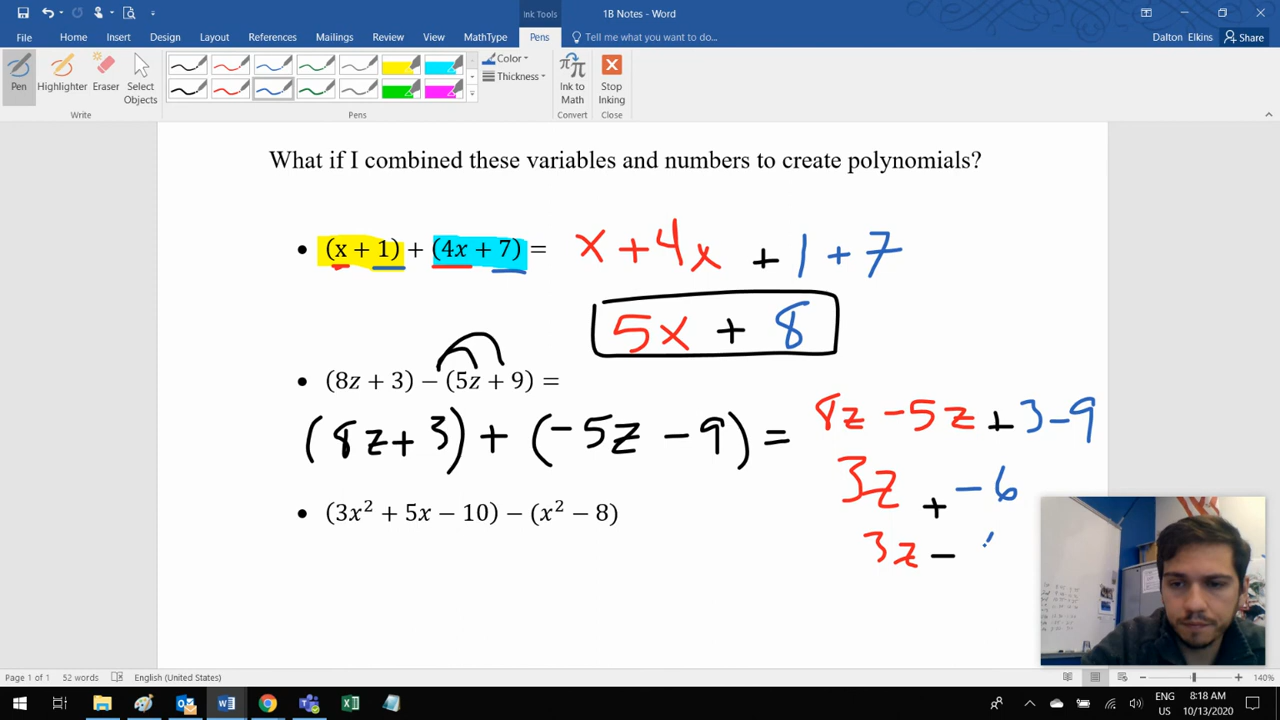 Ink Tools
1B Notes - Word
File Home Insert Design Layout References Mailings Review View MathType Pens Tell me what you want to do... Dalton Elkins Share
Pen Highlighter Eraser Select Objects Color Thickness Ink to Math Stop Inking
Write Pens Convert Close
What if I combined these variables and numbers to create polynomials?
• (x + 1) + (4x + 7) = x + 4x + 1 + 7
5x + 8
• (8z + 3) − (5z + 9) =
(8z + 3) + (−5z − 9) = 8z − 5z + 3 − 9
3z + −6
• (3x² + 5x − 10) − (x² − 8)
3z −
Page 1 of 1 52 words English (United States) 140%
ENG 8:18 AM
US 10/13/2020